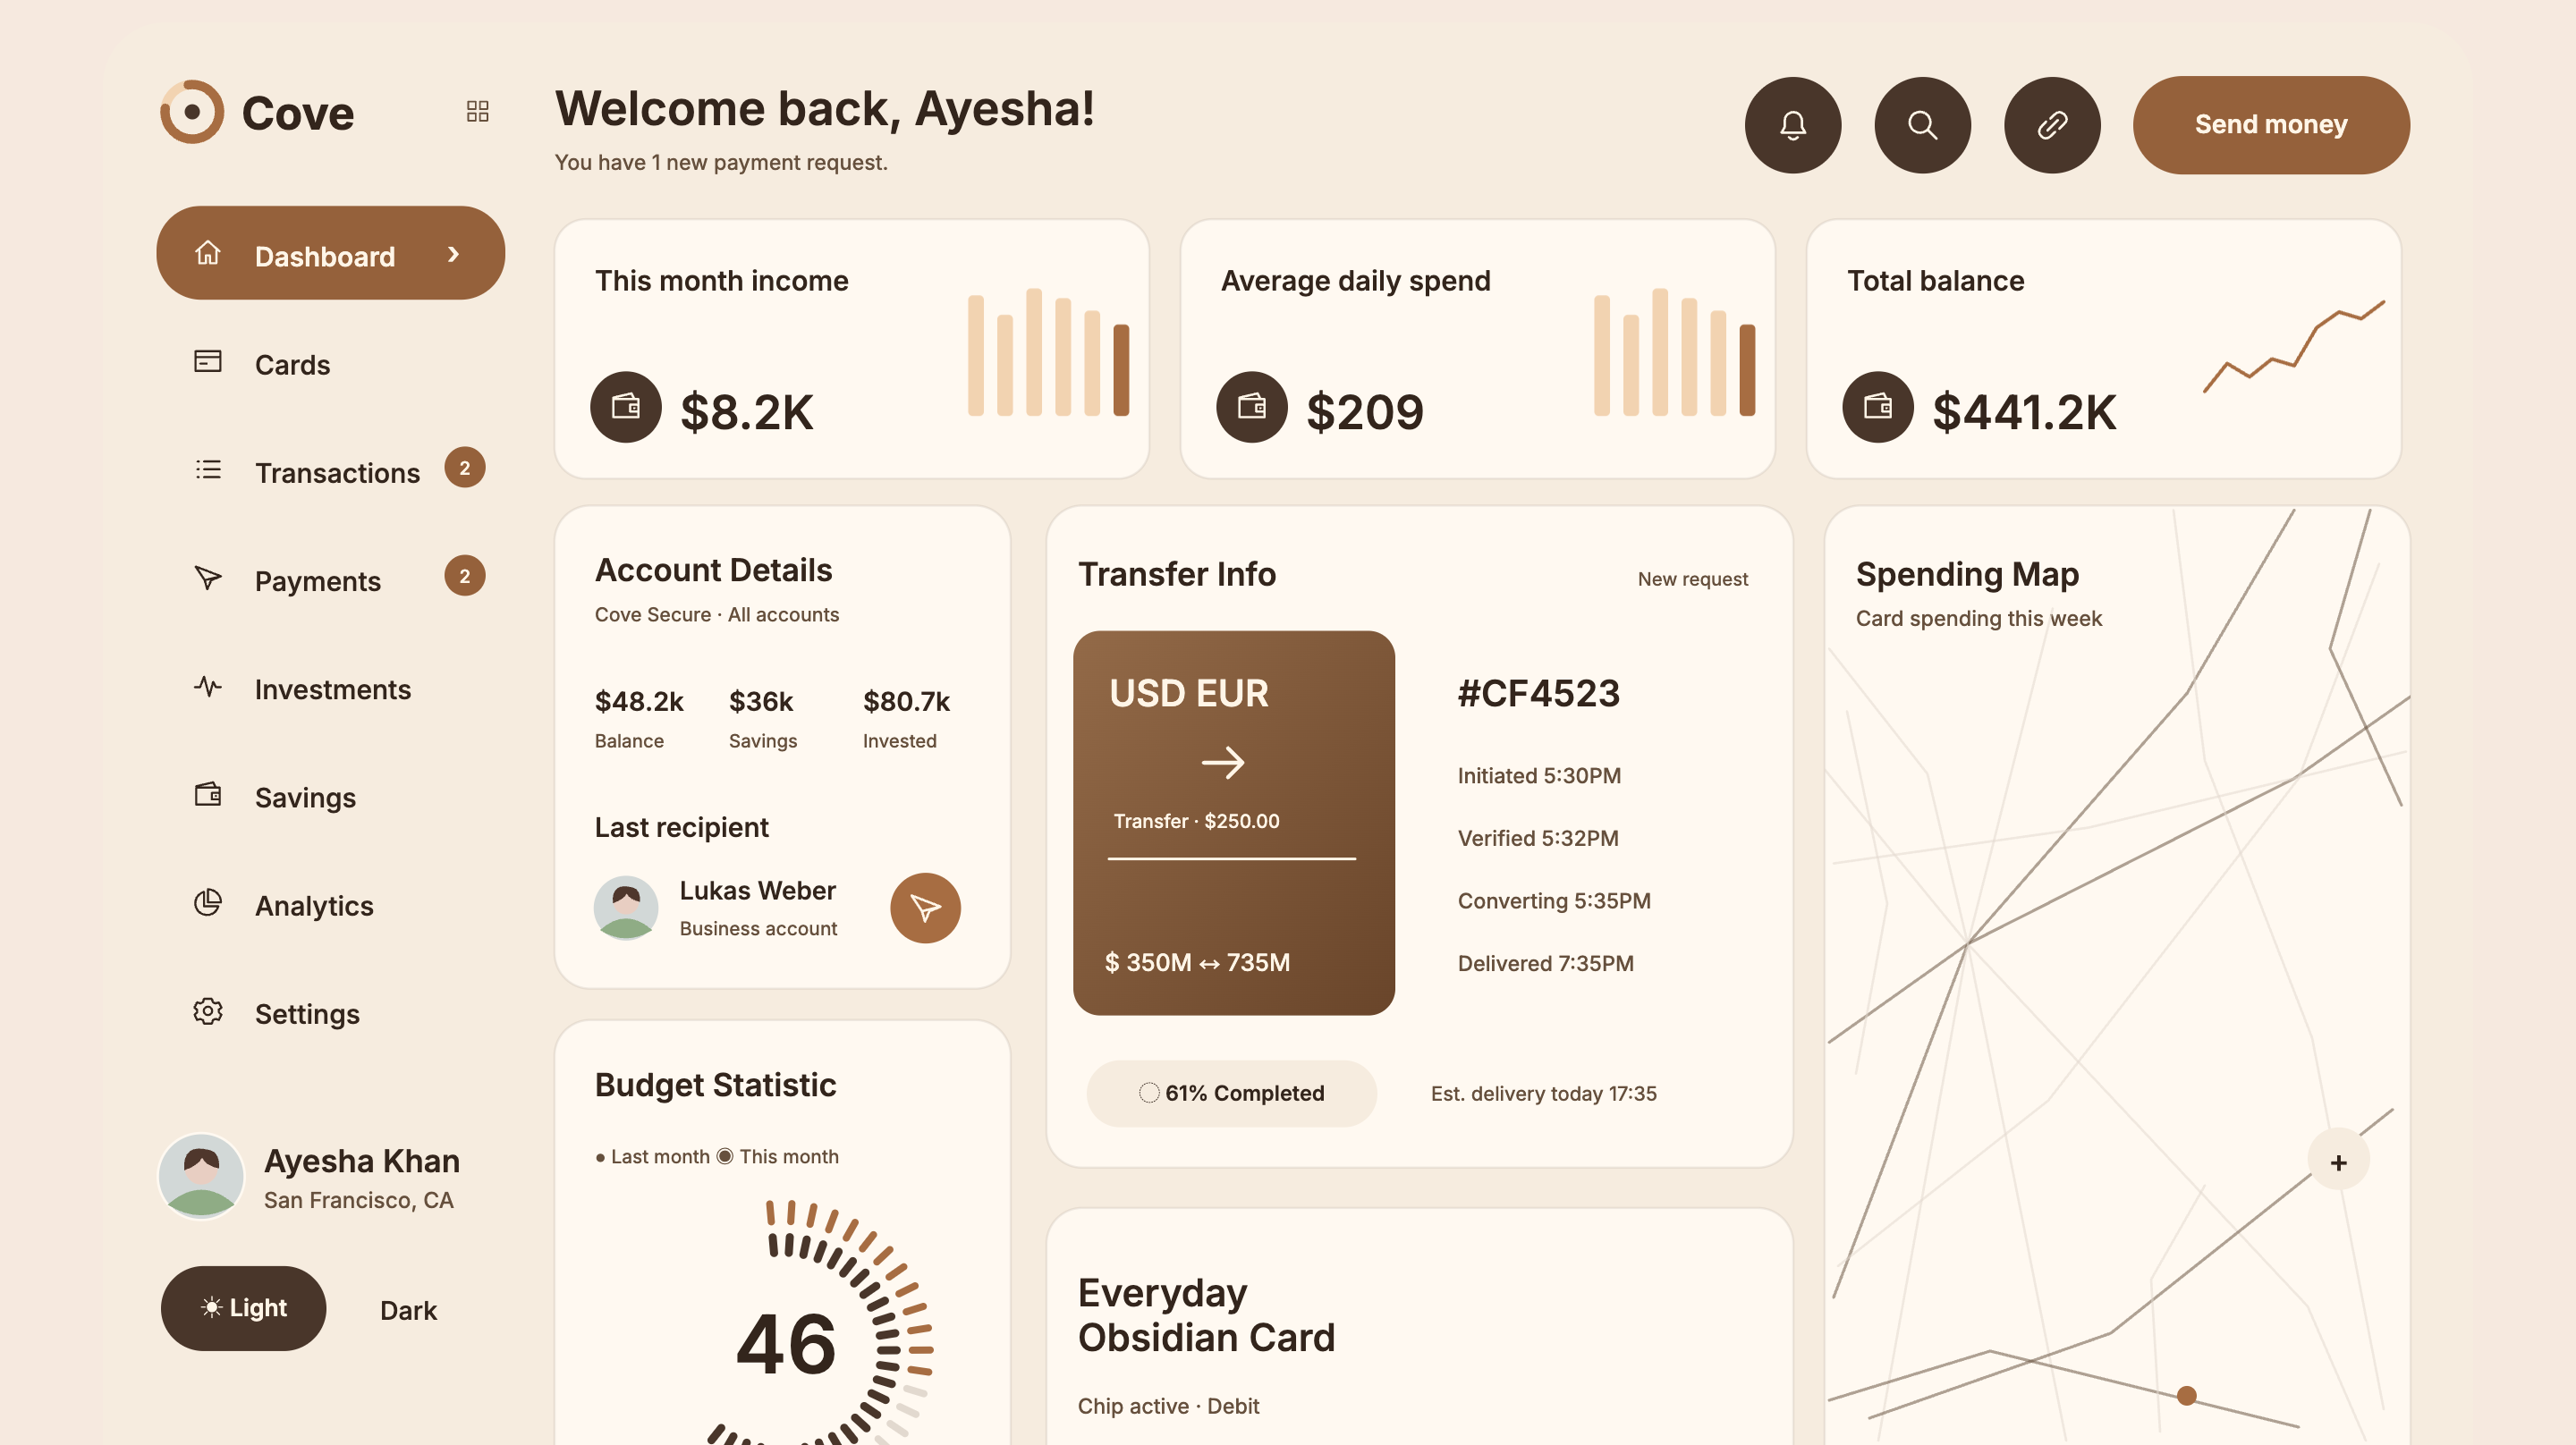 Cove
Welcome back, Ayesha!
You have 1 new payment request.
Send money
Dashboard
Cards
Transactions 2
Payments 2
Investments
Savings
Analytics
Settings
Ayesha Khan
San Francisco, CA
Light Dark
This month income
$8.2K
Average daily spend
$209
Total balance
$441.2K
Account Details
Cove Secure · All accounts
$48.2k $36k $80.7k
Balance Savings Invested
Last recipient
Lukas Weber
Business account
Budget Statistic
Last month This month
46
Transfer Info
New request
USD EUR
Transfer · $250.00
$ 350M ↔ 735M
#CF4523
Initiated 5:30PM
Verified 5:32PM
Converting 5:35PM
Delivered 7:35PM
61% Completed
Est. delivery today 17:35
Everyday
Obsidian Card
Chip active · Debit
Spending Map
Card spending this week
+